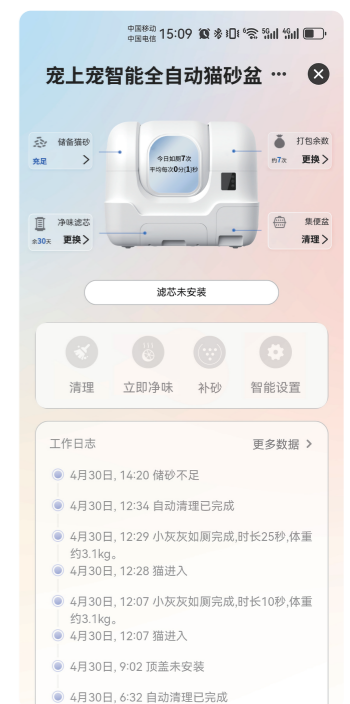 中国移动
中国电信 15:09 5G 4G
宠上宠智能全自动猫砂盆
储备猫砂
充足
今日如厕7次
平均每次0分(1)秒
打包余数
约7次 更换
净味滤芯
余30天 更换
集便盆
清理
滤芯未安装
清理 立即净味 补砂 智能设置
工作日志 更多数据
4月30日, 14:20 储砂不足
4月30日, 12:34 自动清理已完成
4月30日, 12:29 小灰灰如厕完成,时长25秒,体重
约3.1kg。
4月30日, 12:28 猫进入
4月30日, 12:07 小灰灰如厕完成,时长10秒,体重
约3.1kg。
4月30日, 12:07 猫进入
4月30日, 9:02 顶盖未安装
4月30日, 6:32 自动清理已完成